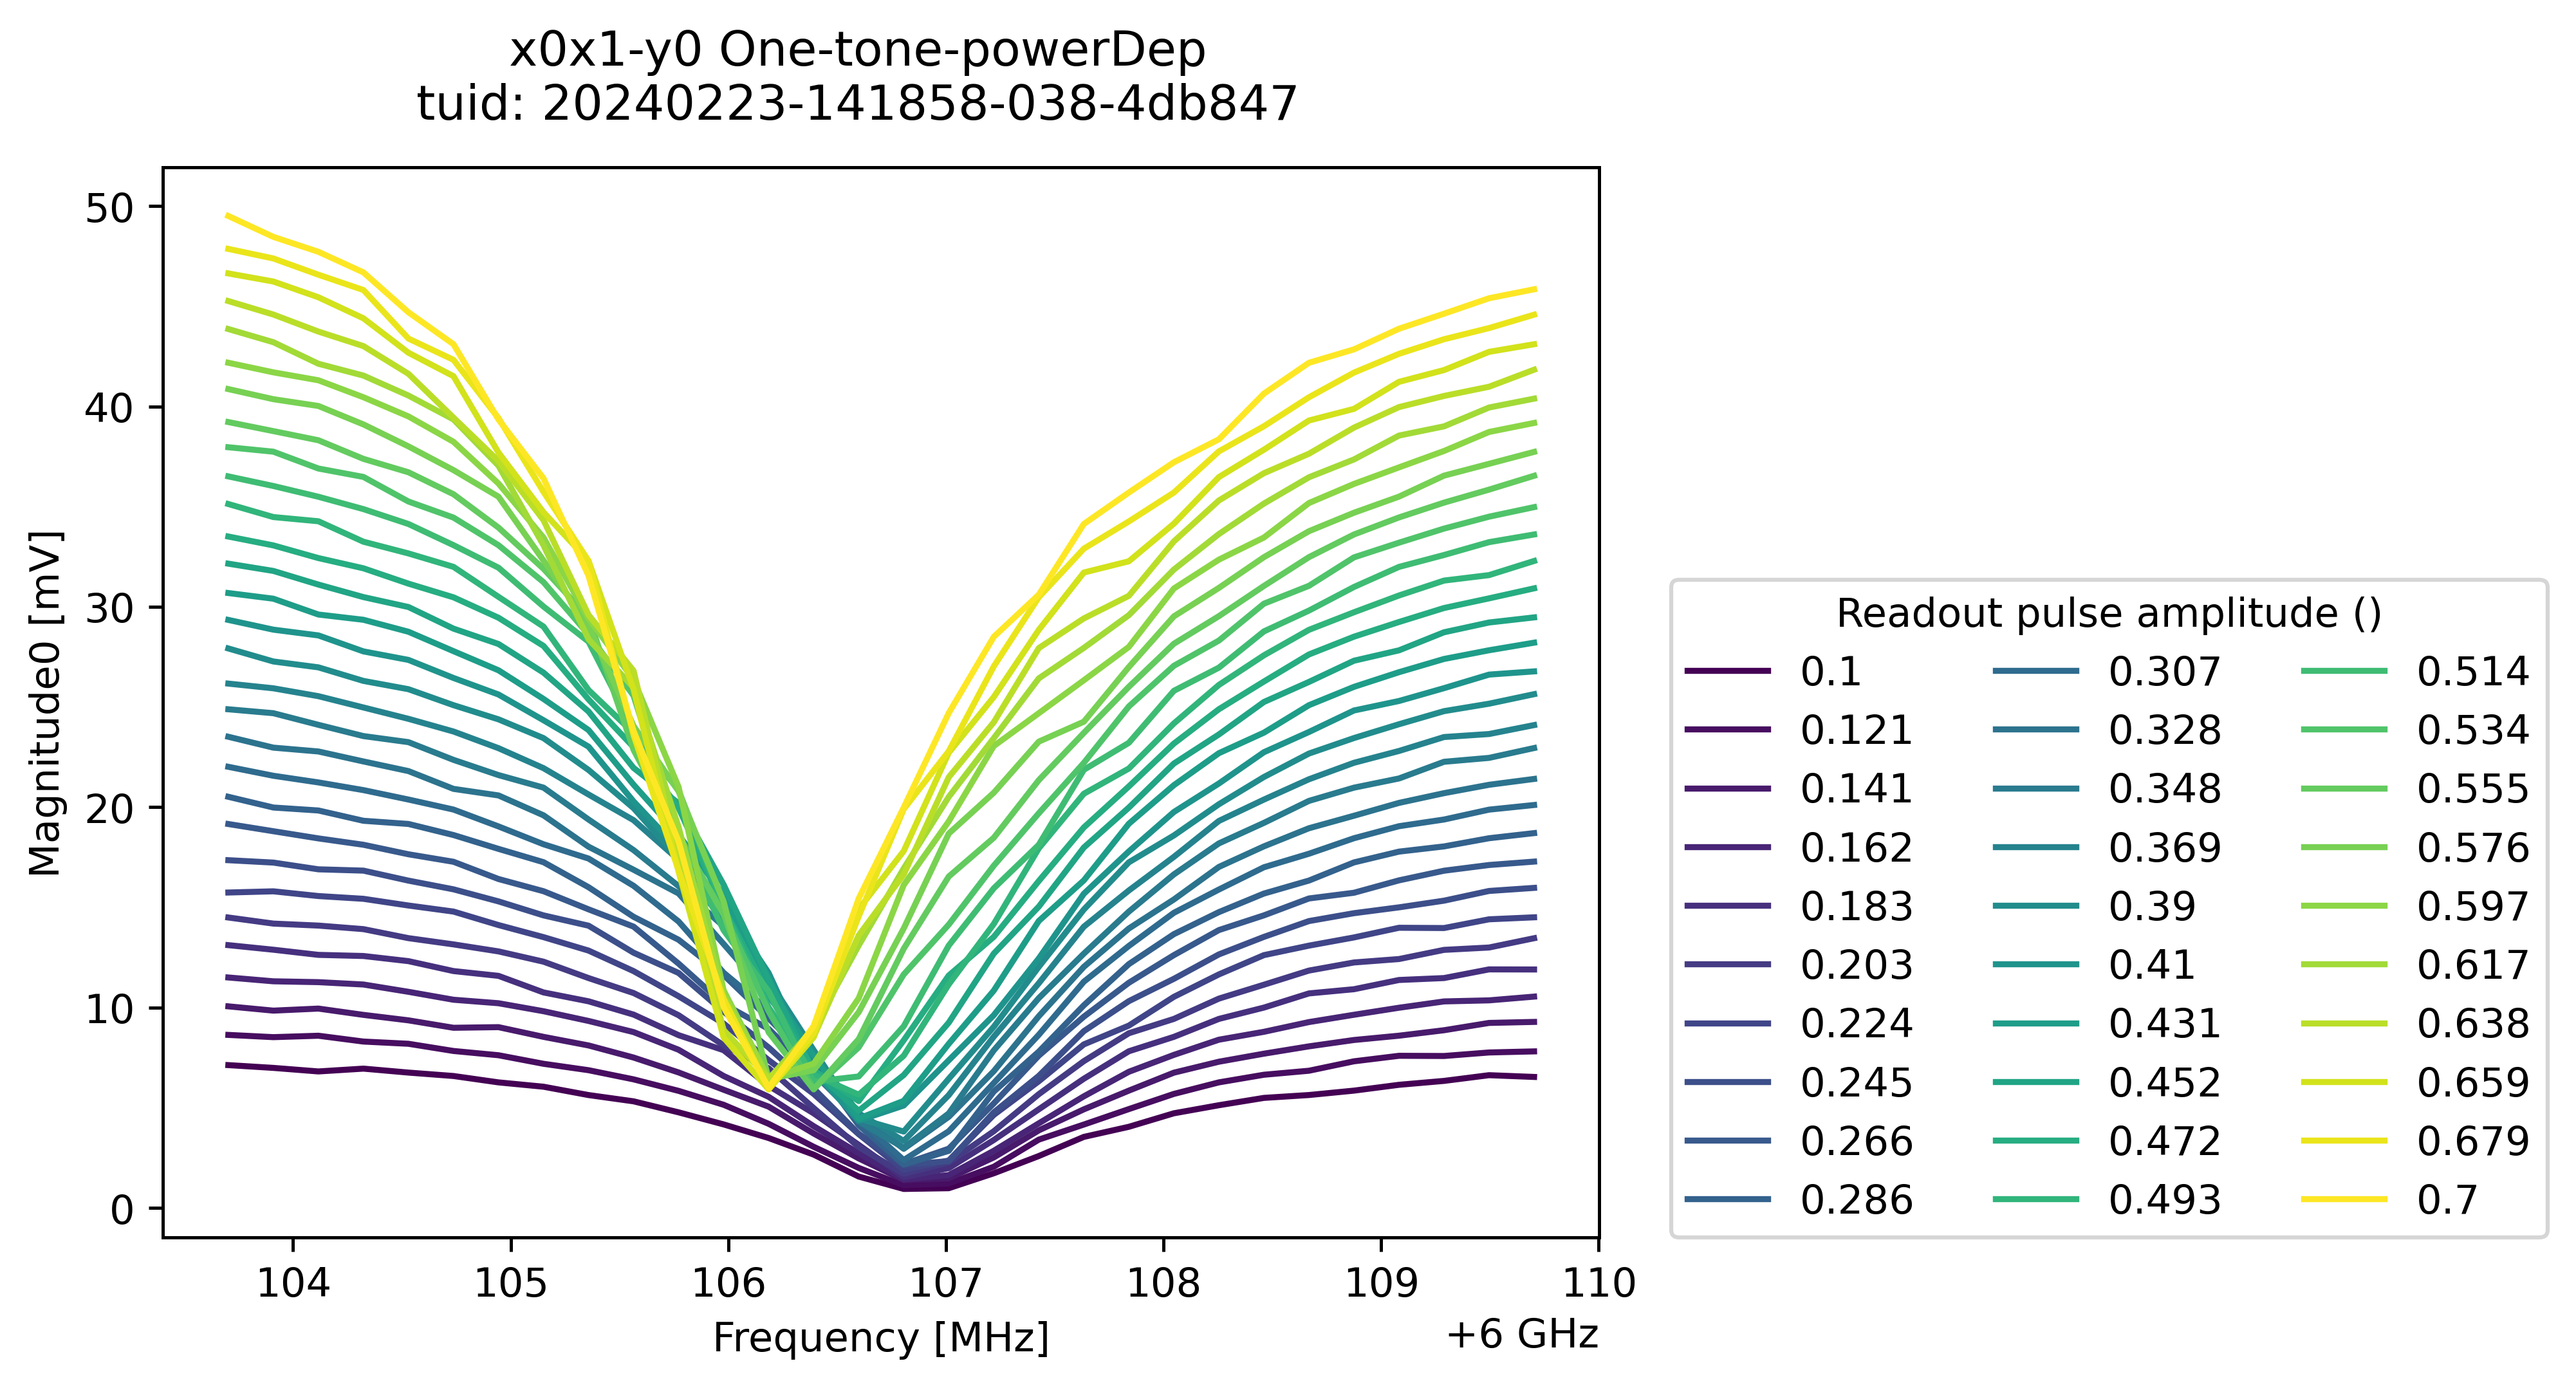 x0x1-y0 One-tone-powerDep
tuid: 20240223-141858-038-4db847
50
40
30
20
10
0
Magnitude0 [mV]
104 105 106 107 108 109 110
Frequency [MHz]
+6 GHz
Readout pulse amplitude ()
0.1 0.307 0.514
0.121 0.328 0.534
0.141 0.348 0.555
0.162 0.369 0.576
0.183 0.39 0.597
0.203 0.41 0.617
0.224 0.431 0.638
0.245 0.452 0.659
0.266 0.472 0.679
0.286 0.493 0.7